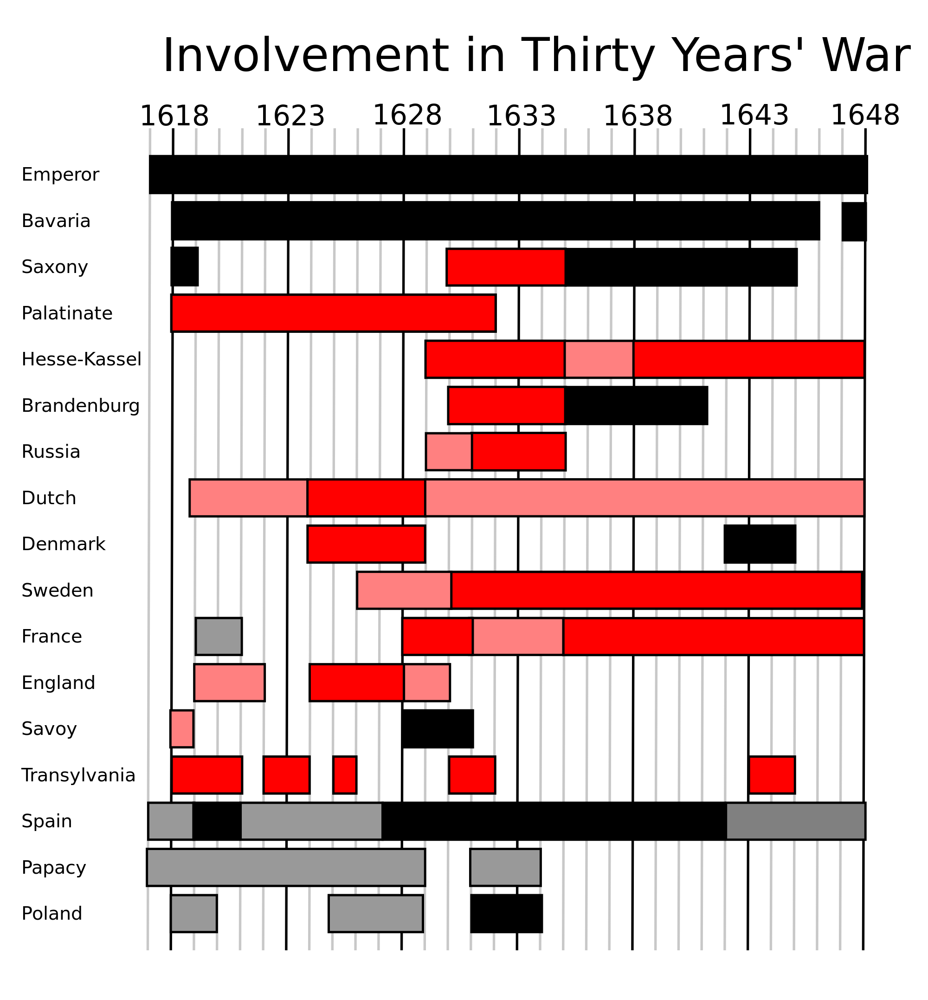 Involvement in Thirty Years' War
1618 1623 1628 1633 1638 1643 1648
Emperor
Bavaria
Saxony
Palatinate
Hesse-Kassel
Brandenburg
Russia
Dutch
Denmark
Sweden
France
England
Savoy
Transylvania
Spain
Papacy
Poland